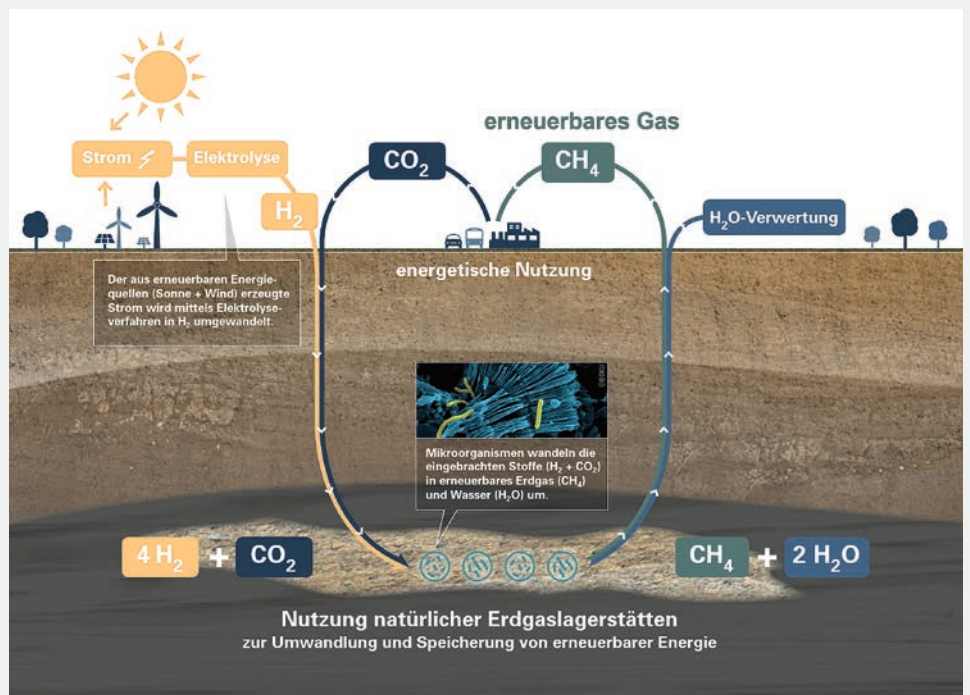 erneuerbares Gas
Strom
Elektrolyse
CO₂
CH₄
H₂
H₂O-Verwertung
energetische Nutzung
Der aus erneuerbaren Energie-
quellen (Sonne + Wind) erzeugte
Strom wird mittels Elektrolyse-
verfahren in H₂ umgewandelt.
Mikroorganismen wandeln die
eingebrachten Stoffe (H₂ + CO₂)
in erneuerbares Erdgas (CH₄)
und Wasser (H₂O) um.
4 H₂ + CO₂
CH₄ + 2 H₂O
Nutzung natürlicher Erdgaslagerstätten
zur Umwandlung und Speicherung von erneuerbarer Energie